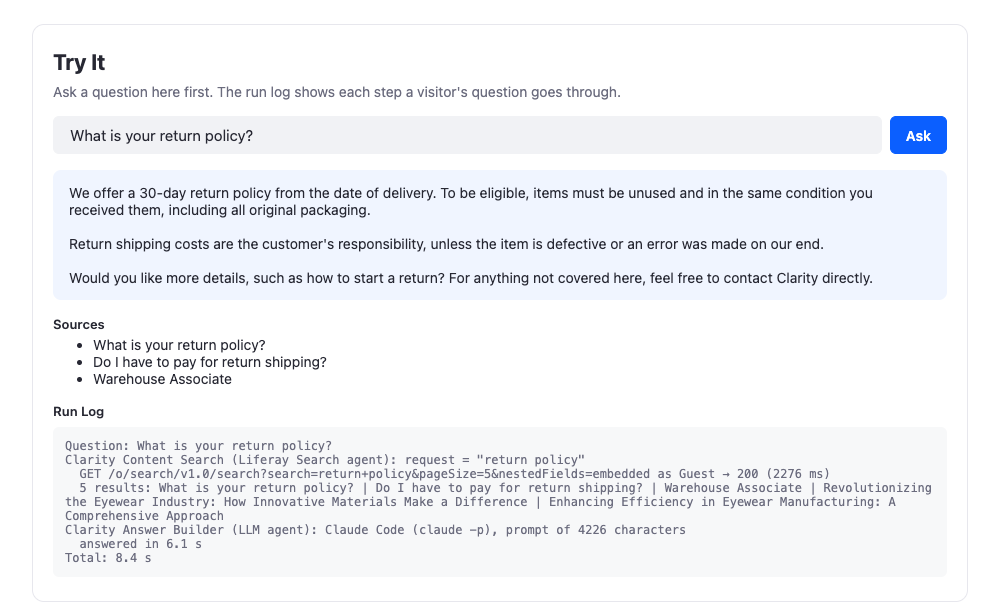 Try It
Ask a question here first. The run log shows each step a visitor's question goes through.
What is your return policy?
Ask
We offer a 30-day return policy from the date of delivery. To be eligible, items must be unused and in the same condition you
received them, including all original packaging.
Return shipping costs are the customer's responsibility, unless the item is defective or an error was made on our end.
Would you like more details, such as how to start a return? For anything not covered here, feel free to contact Clarity directly.
Sources
• What is your return policy?
• Do I have to pay for return shipping?
• Warehouse Associate
Run Log
Question: What is your return policy?
Clarity Content Search (Liferay Search agent): request = "return policy"
GET /o/search/v1.0/search?search=return+policy&pageSize=5&nestedFields=embedded as Guest → 200 (2276 ms)
5 results: What is your return policy? | Do I have to pay for return shipping? | Warehouse Associate | Revolutionizing
the Eyewear Industry: How Innovative Materials Make a Difference | Enhancing Efficiency in Eyewear Manufacturing: A
Comprehensive Approach
Clarity Answer Builder (LLM agent): Claude Code (claude -p), prompt of 4226 characters
answered in 6.1 s
Total: 8.4 s